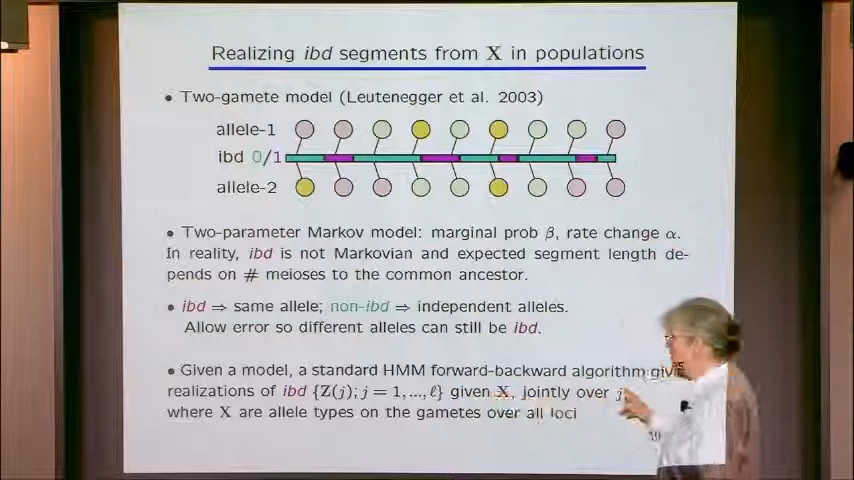 Realizing ibd segments from X in populations
• Two-gamete model (Leutenegger et al. 2003)
allele-1
ibd 0/1
allele-2
• Two-parameter Markov model: marginal prob β, rate change α.
In reality, ibd is not Markovian and expected segment length de-
pends on # meioses to the common ancestor.
• ibd ⇒ same allele; non-ibd ⇒ independent alleles.
Allow error so different alleles can still be ibd.
• Given a model, a standard HMM forward-backward algorithm
realizations of ibd {Z(j); j = 1, ..., ℓ} given X, jointly over j
where X are allele types on the gametes over all loci